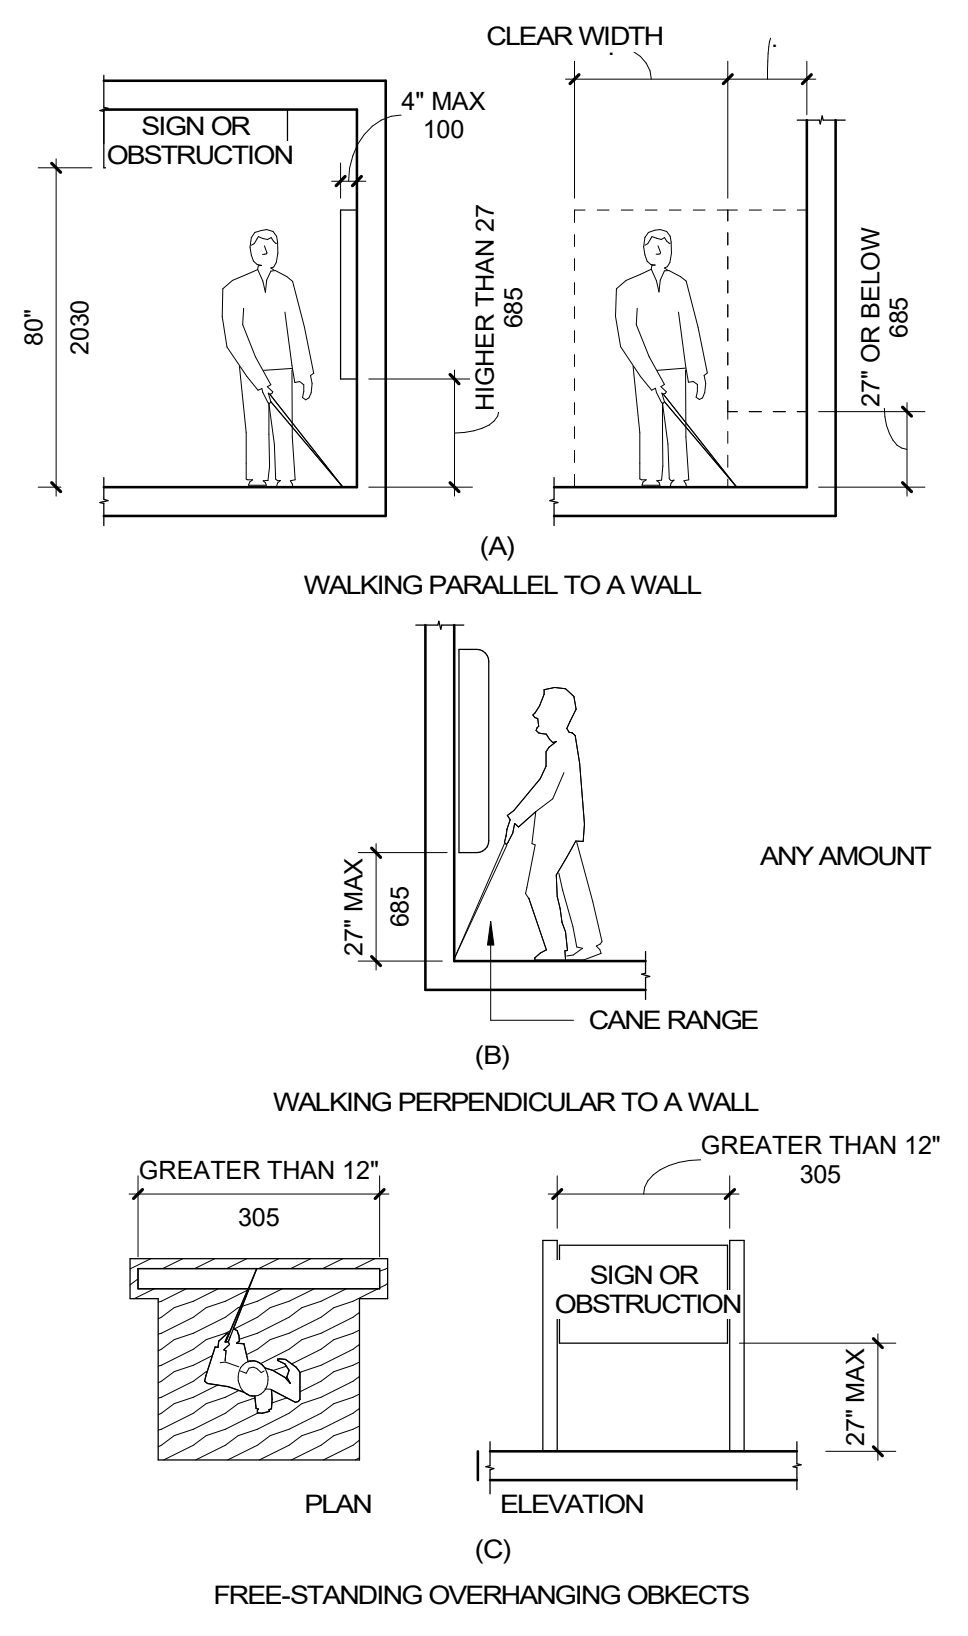 CLEAR WIDTH
4" MAX
100
SIGN OR
OBSTRUCTION
80"
2030
HIGHER THAN 27
685
27" OR BELOW
685
(A)
WALKING PARALLEL TO A WALL
27" MAX
685
ANY AMOUNT
CANE RANGE
(B)
WALKING PERPENDICULAR TO A WALL
GREATER THAN 12"
305
GREATER THAN 12"
305
SIGN OR
OBSTRUCTION
27" MAX
PLAN
ELEVATION
(C)
FREE-STANDING OVERHANGING OBKECTS